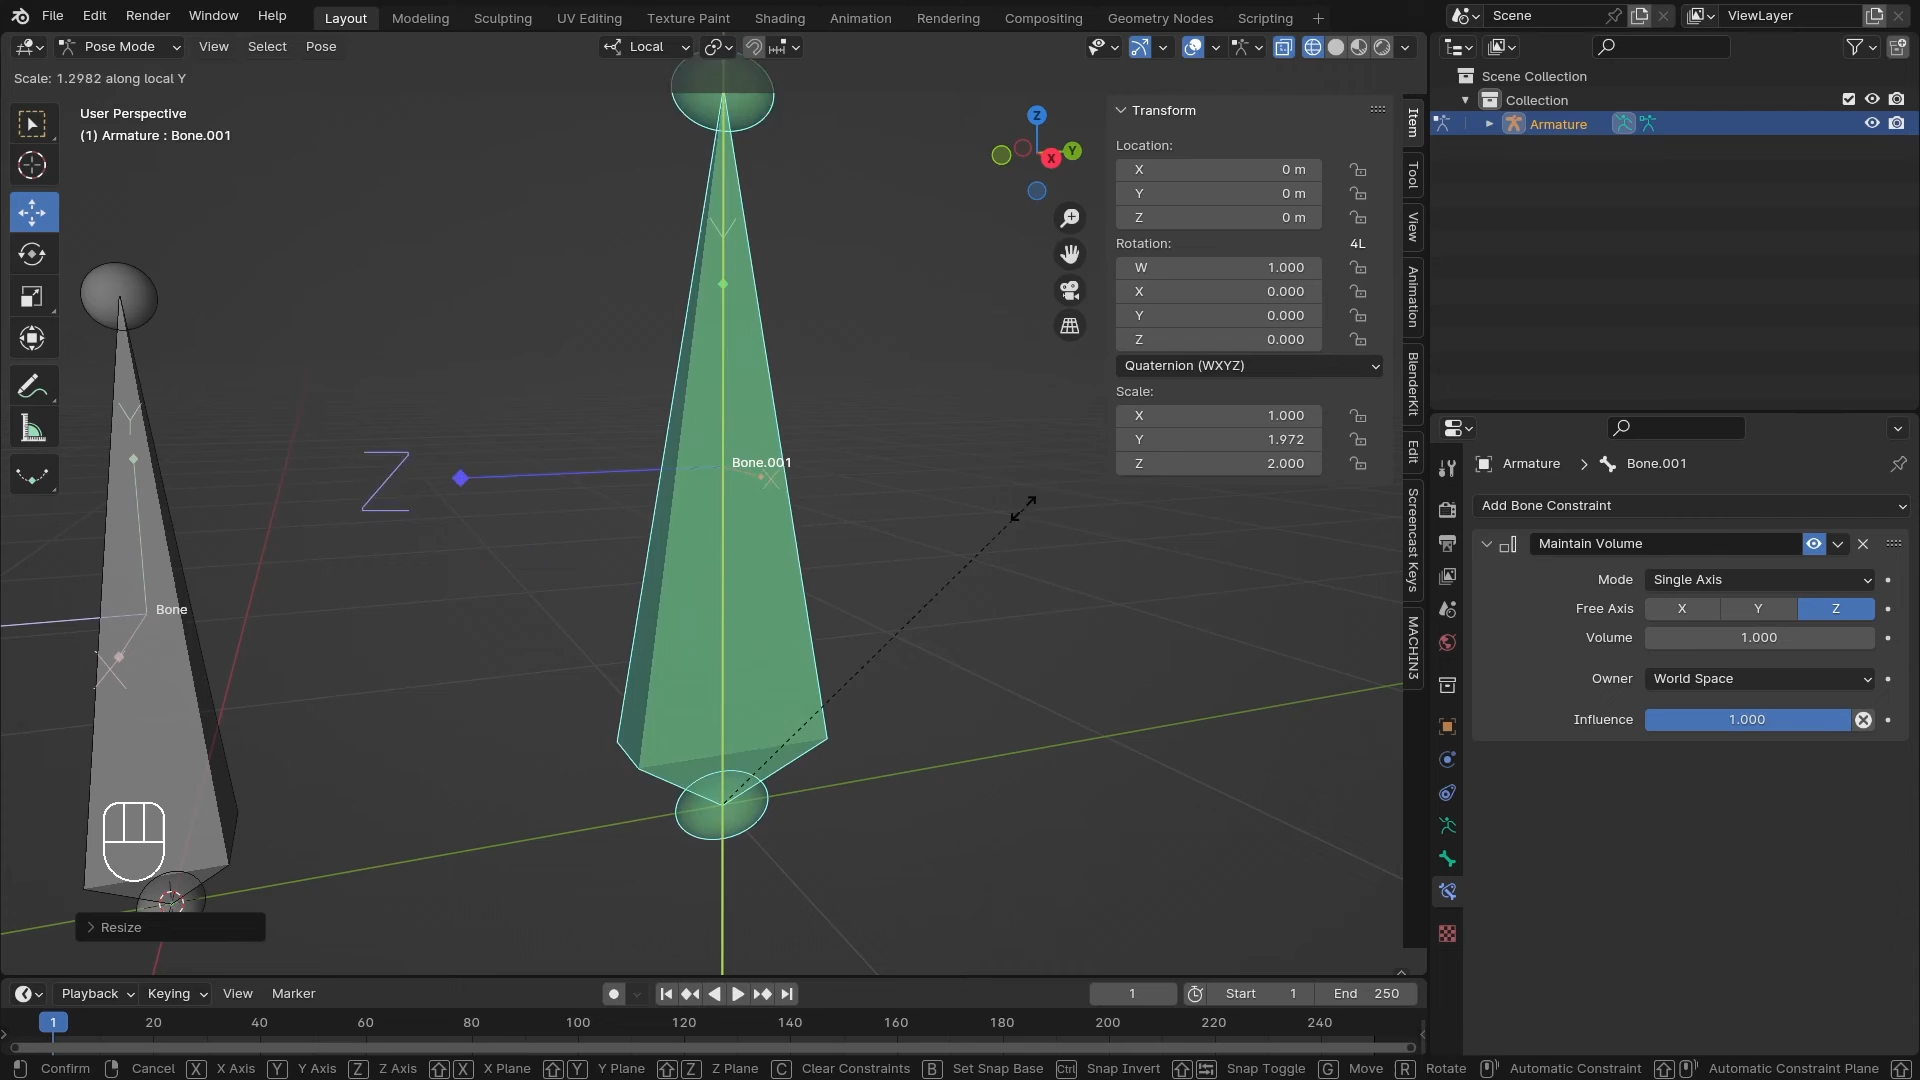 File Edit Render Window Help Layout Modeling Sculpting UV Editing Texture Paint Shading Animation Rendering Compositing Geometry Nodes Scripting + Scene ViewLayer
Pose Mode View Select Pose Local
Scale: 1.2982 along local Y
User Perspective
(1) Armature : Bone.001
Scene Collection
Collection
Armature
Transform
Location:
X 0 m
Y 0 m
Z 0 m
Rotation: 4L
W 1.000
X 0.000
Y 0.000
Z 0.000
Quaternion (WXYZ)
Scale:
X 1.000
Y 1.972
Z 2.000
Item
Tool
View
Animation
BlenderKit
Edit
Screencast Keys
MACHIN3
Z
X
Y
Y
Z
Bone.001
X
Y
Bone
X
Resize
Armature > Bone.001
Add Bone Constraint
Maintain Volume
Mode Single Axis
Free Axis X Y Z
Volume 1.000
Owner World Space
Influence 1.000
Playback Keying View Marker 1 Start 1 End 250
1 20 40 60 80 100 120 140 160 180 200 220 240
Confirm Cancel X X Axis Y Y Axis Z Z Axis X X Plane Y Y Plane Z Z Plane C Clear Constraints B Set Snap Base Ctrl Snap Invert Snap Toggle G Move R Rotate Automatic Constraint Automatic Constraint Plane